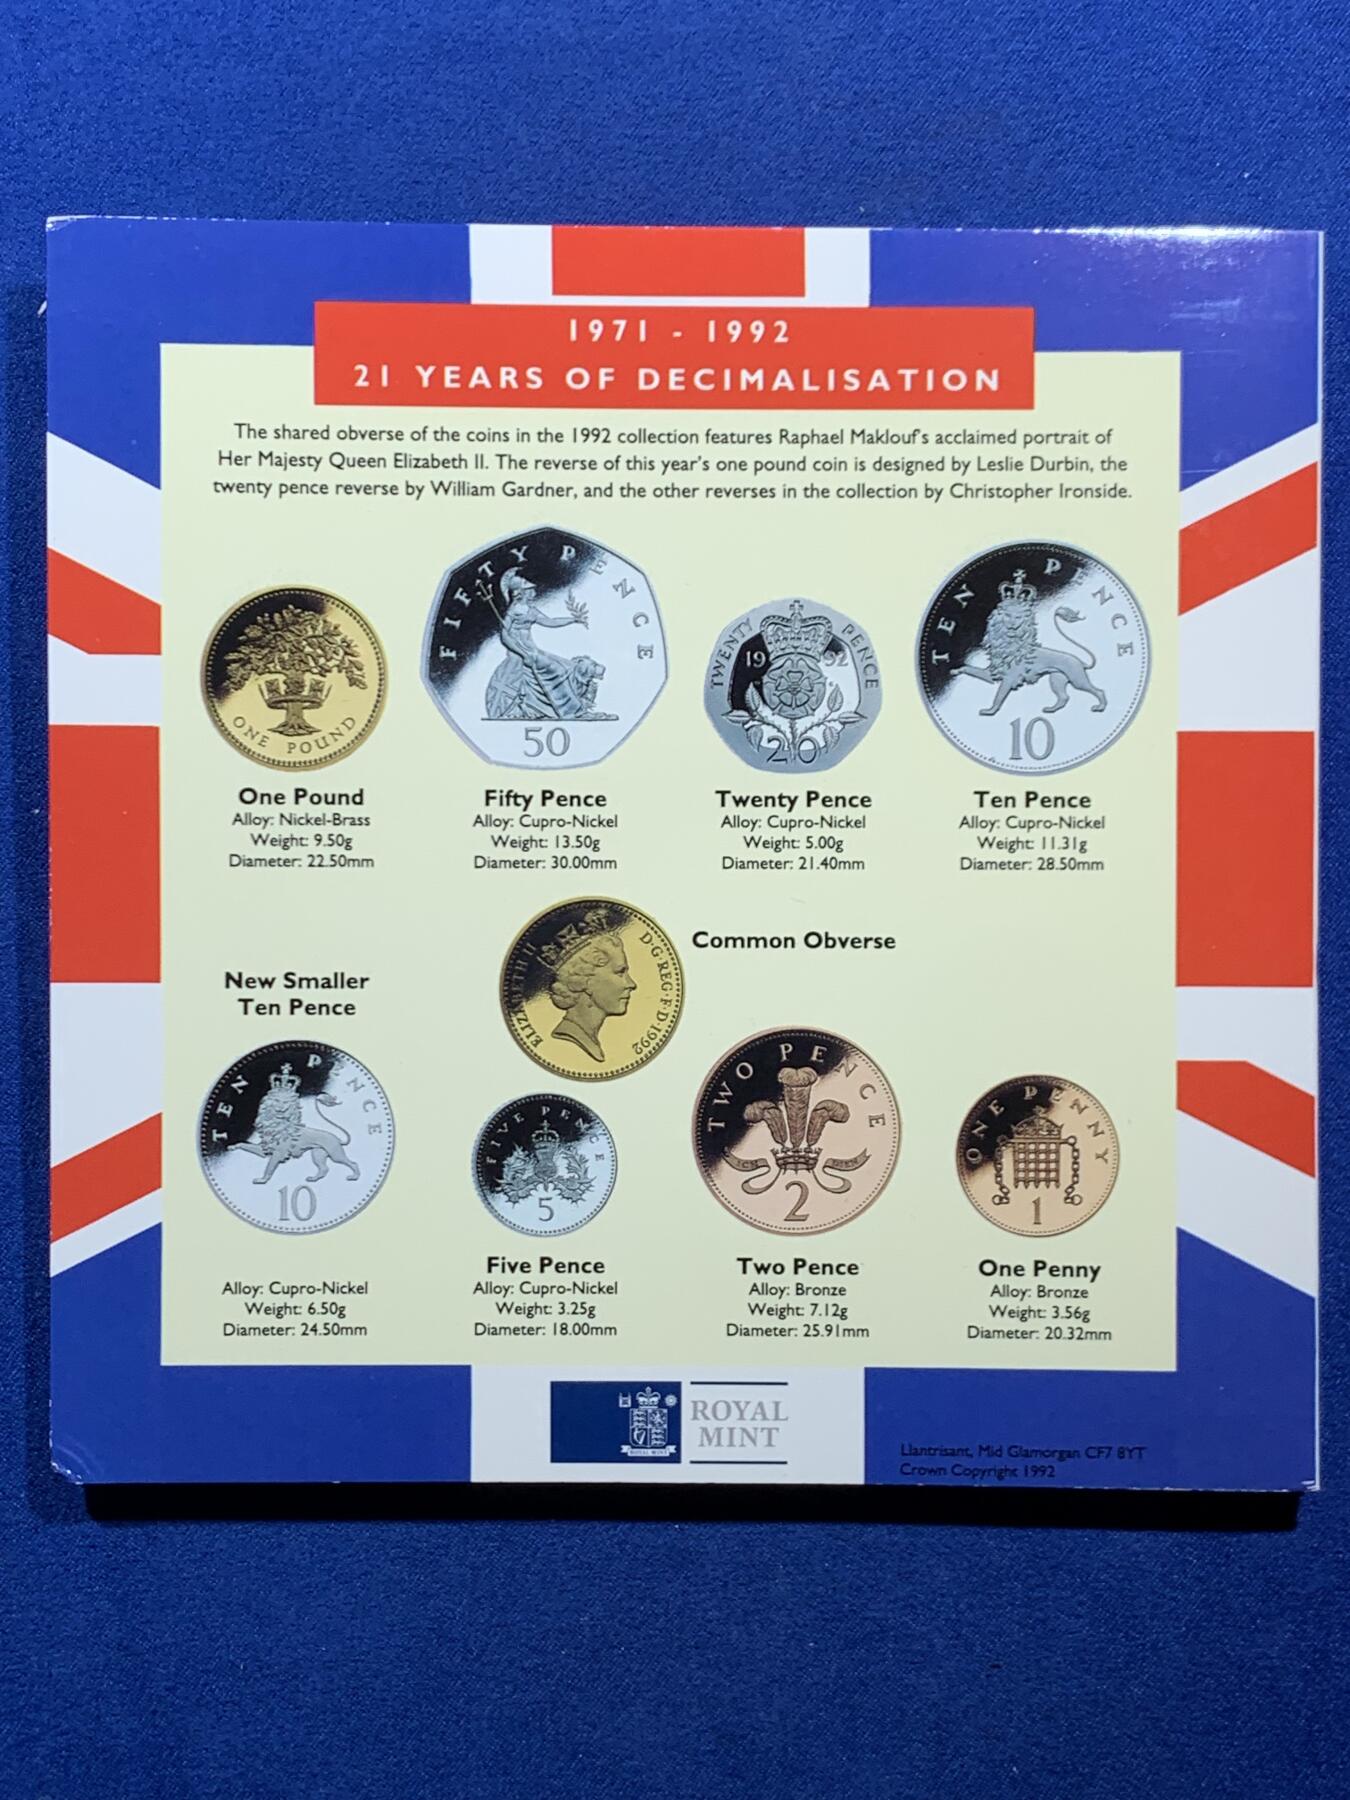 1971 - 1992
21 YEARS OF DECIMALISATION
The shared obverse of the coins in the 1992 collection features Raphael Maklouf's acclaimed portrait of
Her Majesty Queen Elizabeth II. The reverse of this year's one pound coin is designed by Leslie Durbin, the
twenty pence reverse by William Gardner, and the other reverses in the collection by Christopher Ironside.
ONE POUND
FIFTY PENCE
50
TWENTY PENCE
1992
20
TEN PENCE
10
One Pound
Alloy: Nickel-Brass
Weight: 9.50g
Diameter: 22.50mm
Fifty Pence
Alloy: Cupro-Nickel
Weight: 13.50g
Diameter: 30.00mm
Twenty Pence
Alloy: Cupro-Nickel
Weight: 5.00g
Diameter: 21.40mm
Ten Pence
Alloy: Cupro-Nickel
Weight: 11.31g
Diameter: 28.50mm
ELIZABETH II
D·G·REG·F·D·1992
Common Obverse
New Smaller
Ten Pence
TEN PENCE
10
Alloy: Cupro-Nickel
Weight: 6.50g
Diameter: 24.50mm
FIVE PENCE
5
Five Pence
Alloy: Cupro-Nickel
Weight: 3.25g
Diameter: 18.00mm
TWO PENCE
ICH DIEN
2
Two Pence
Alloy: Bronze
Weight: 7.12g
Diameter: 25.91mm
ONE PENNY
1
One Penny
Alloy: Bronze
Weight: 3.56g
Diameter: 20.32mm
ROYAL MINT
ROYAL
MINT
Llantrisant, Mid Glamorgan CF7 8YT
Crown Copyright 1992